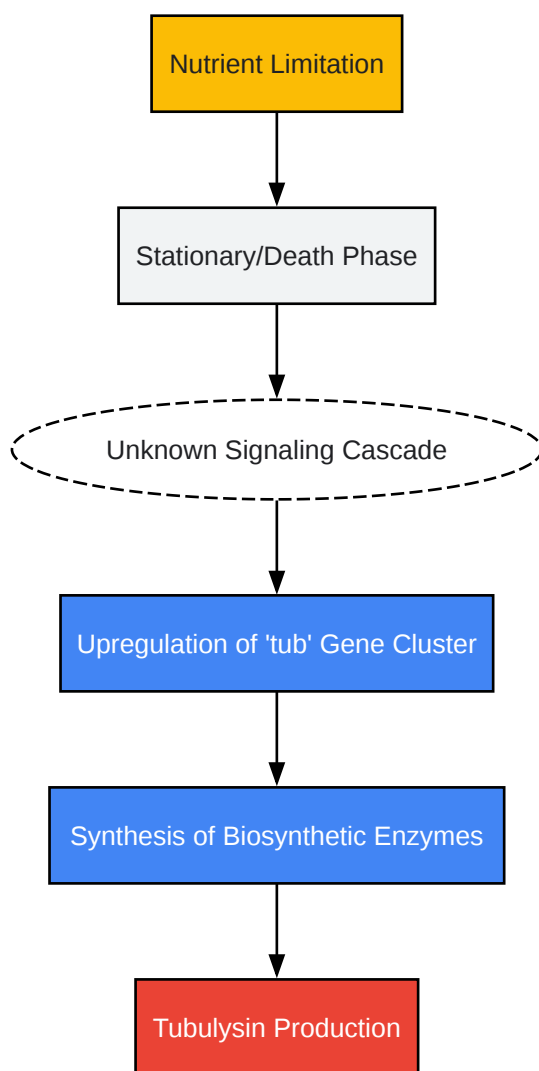 Nutrient Limitation
Stationary/Death Phase
Unknown Signaling Cascade
Upregulation of 'tub' Gene Cluster
Synthesis of Biosynthetic Enzymes
Tubulysin Production